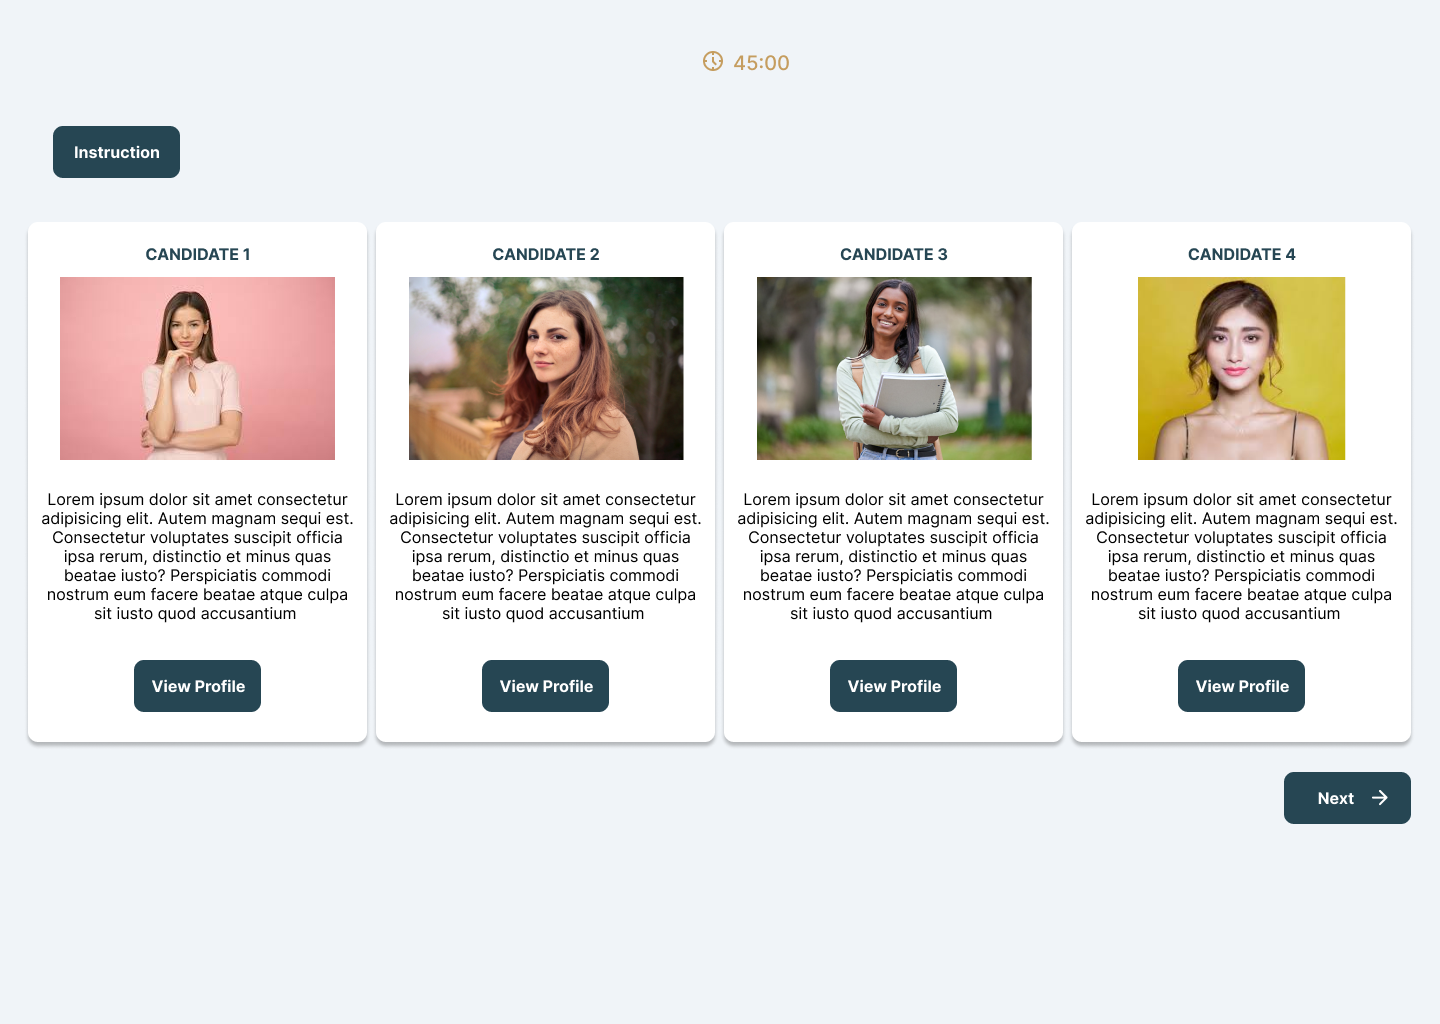 45:00
Instruction
CANDIDATE 1
Lorem ipsum dolor sit amet consectetur
adipisicing elit. Autem magnam sequi est.
Consectetur voluptates suscipit officia
ipsa rerum, distinctio et minus quas
beatae iusto? Perspiciatis commodi
nostrum eum facere beatae atque culpa
sit iusto quod accusantium
View Profile
CANDIDATE 2
Lorem ipsum dolor sit amet consectetur
adipisicing elit. Autem magnam sequi est.
Consectetur voluptates suscipit officia
ipsa rerum, distinctio et minus quas
beatae iusto? Perspiciatis commodi
nostrum eum facere beatae atque culpa
sit iusto quod accusantium
View Profile
CANDIDATE 3
Lorem ipsum dolor sit amet consectetur
adipisicing elit. Autem magnam sequi est.
Consectetur voluptates suscipit officia
ipsa rerum, distinctio et minus quas
beatae iusto? Perspiciatis commodi
nostrum eum facere beatae atque culpa
sit iusto quod accusantium
View Profile
CANDIDATE 4
Lorem ipsum dolor sit amet consectetur
adipisicing elit. Autem magnam sequi est.
Consectetur voluptates suscipit officia
ipsa rerum, distinctio et minus quas
beatae iusto? Perspiciatis commodi
nostrum eum facere beatae atque culpa
sit iusto quod accusantium
View Profile
Next